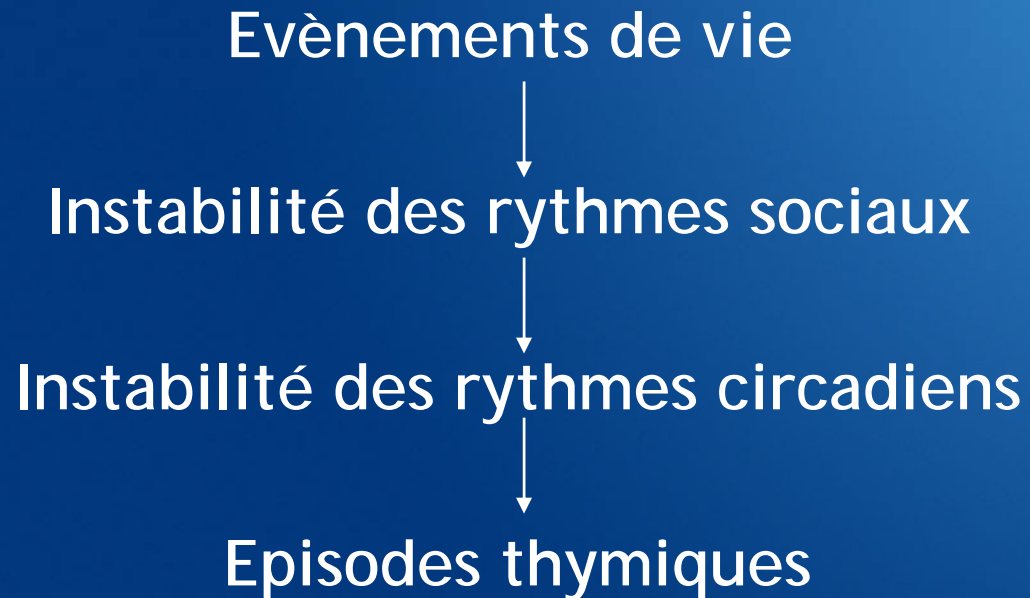 Evènements de vie
Instabilité des rythmes sociaux
Instabilité des rythmes circadiens
Episodes thymiques